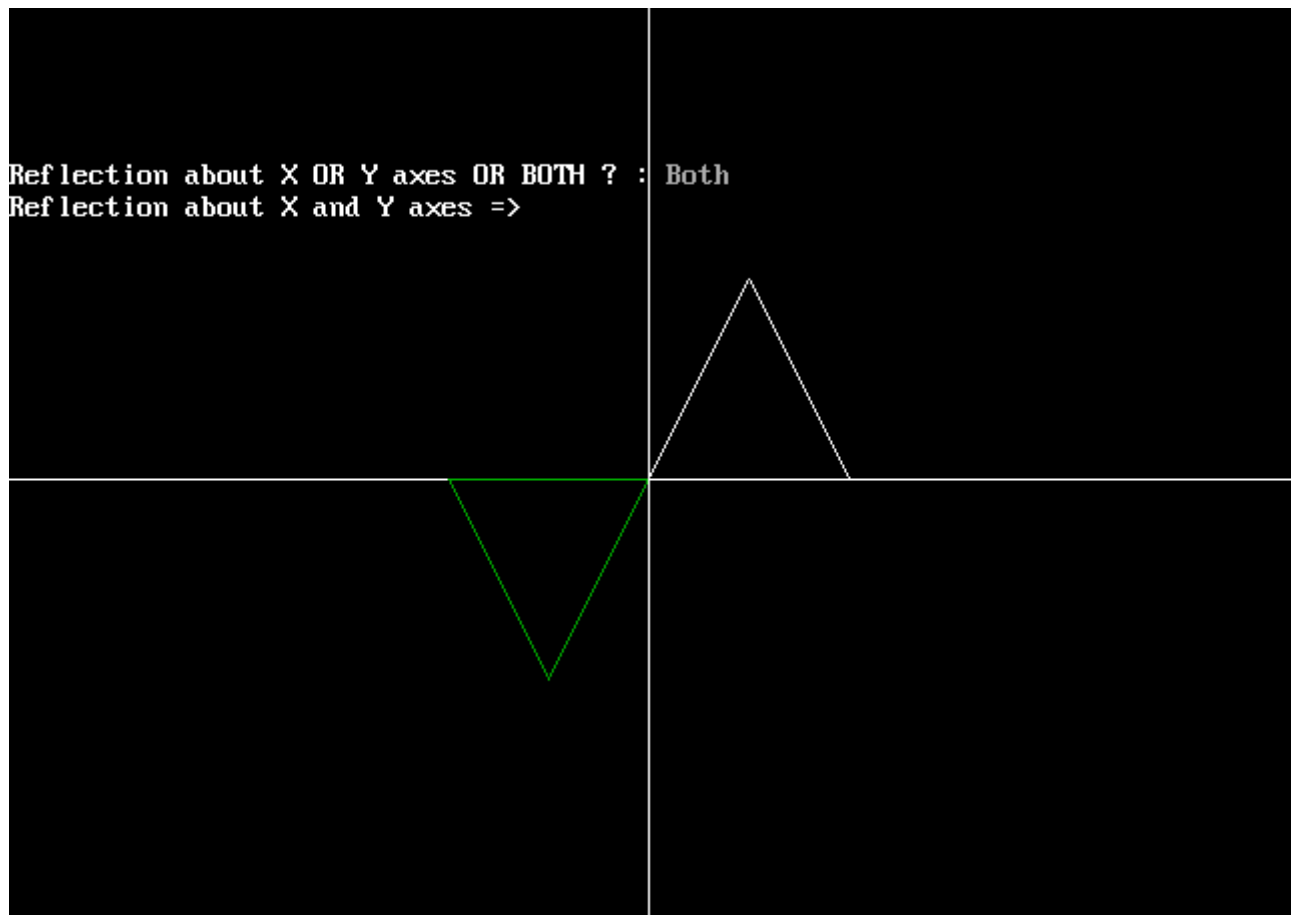 Reflection about X OR Y axes OR BOTH ? : Both
Reflection about X and Y axes =>